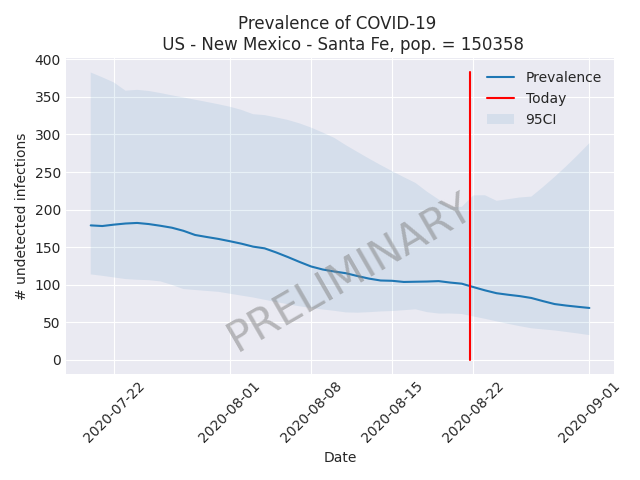 Prevalence of COVID-19
US - New Mexico - Santa Fe, pop. = 150358
# undetected infections
400
350
300
250
200
150
100
50
0
Prevalence
Today
95CI
PRELIMINARY
2020-07-22
2020-08-01
2020-08-08
2020-08-15
2020-08-22
2020-09-01
Date